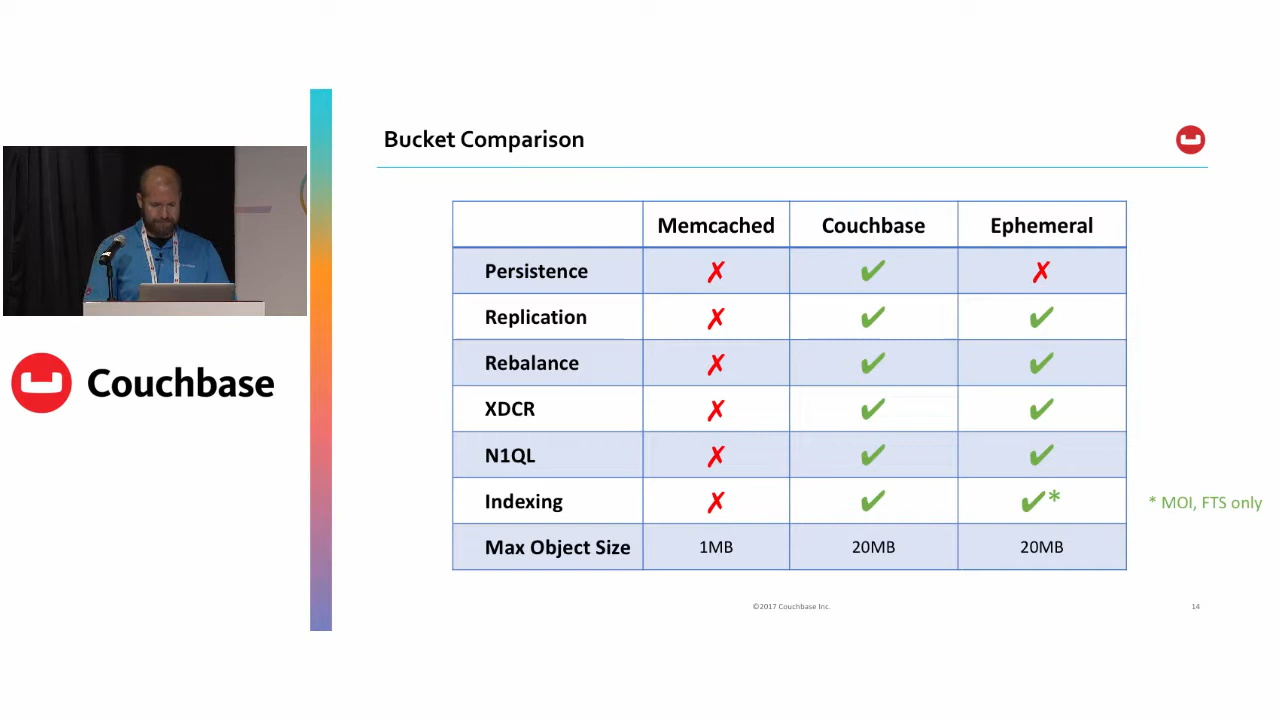 Bucket Comparison
Memcached Couchbase Ephemeral
Persistence ✗ ✔ ✗
Replication ✗ ✔ ✔
Rebalance ✗ ✔ ✔
XDCR ✗ ✔ ✔
N1QL ✗ ✔ ✔
Indexing ✗ ✔ ✔* * MOI, FTS only
Max Object Size 1MB 20MB 20MB
©2017 Couchbase Inc. 14
Couchbase